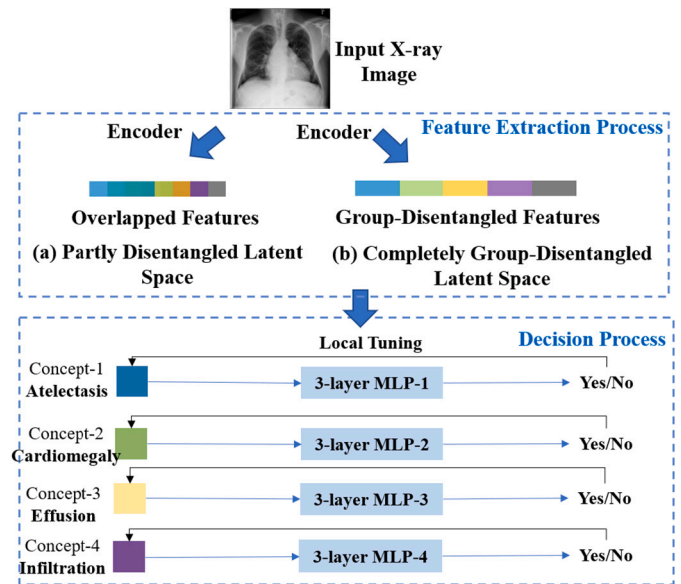 Input X-ray
Image
Feature Extraction Process
Encoder
Encoder
Overlapped Features
Group-Disentangled Features
(a) Partly Disentangled Latent
Space
(b) Completely Group-Disentangled
Latent Space
Decision Process
Local Tuning
Concept-1
Atelectasis
3-layer MLP-1
Yes/No
Concept-2
Cardiomegaly
3-layer MLP-2
Yes/No
Concept-3
Effusion
3-layer MLP-3
Yes/No
Concept-4
Infiltration
3-layer MLP-4
Yes/No